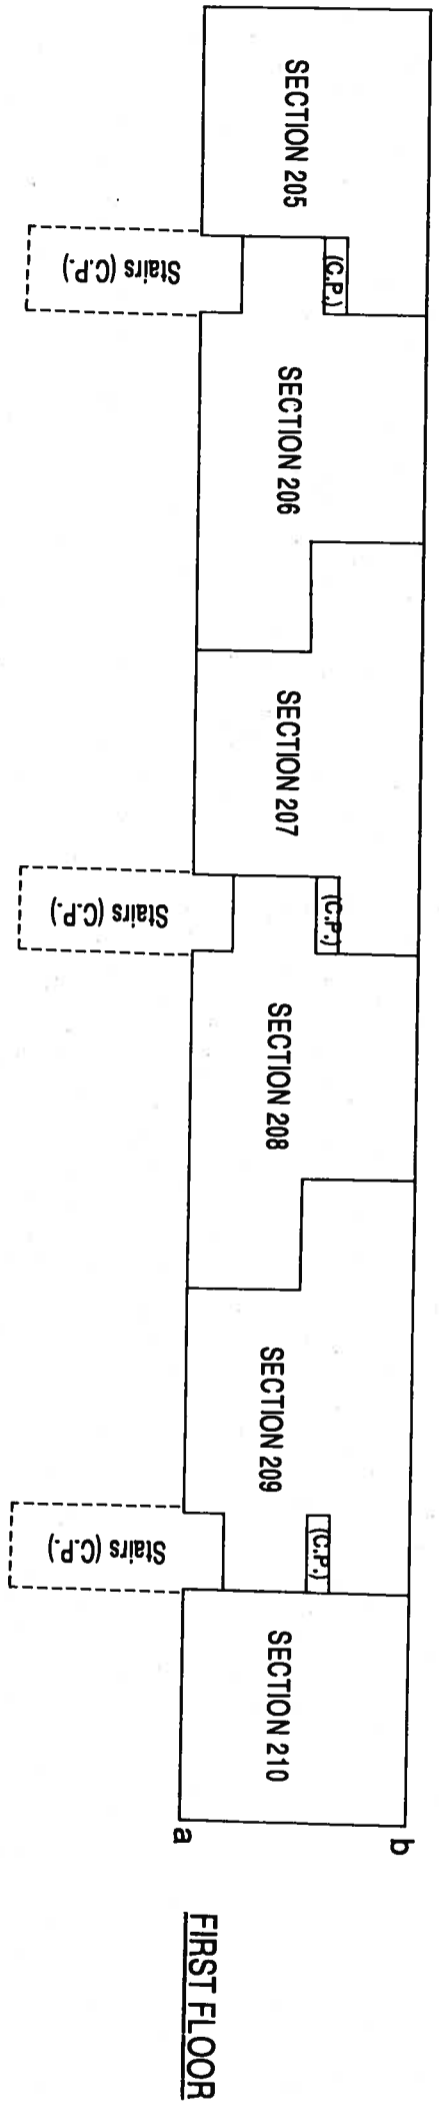 SECTION 205
Stairs (C.P.)
(C.P.)
SECTION 206
SECTION 207
Stairs (C.P.)
(C.P.)
SECTION 208
SECTION 209
Stairs (C.P.)
(C.P.)
SECTION 210
a
b
FIRST FLOOR